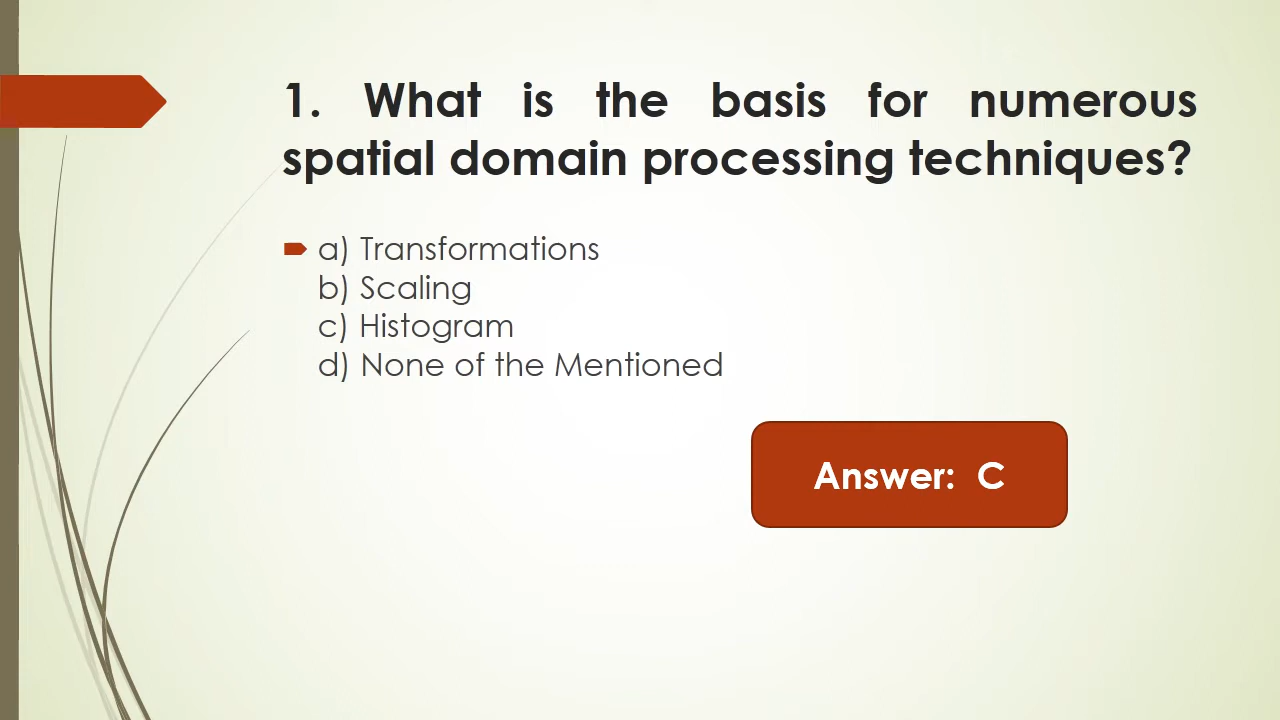 1. What is the basis for numerous
spatial domain processing techniques?
a) Transformations
b) Scaling
c) Histogram
d) None of the Mentioned
Answer: C